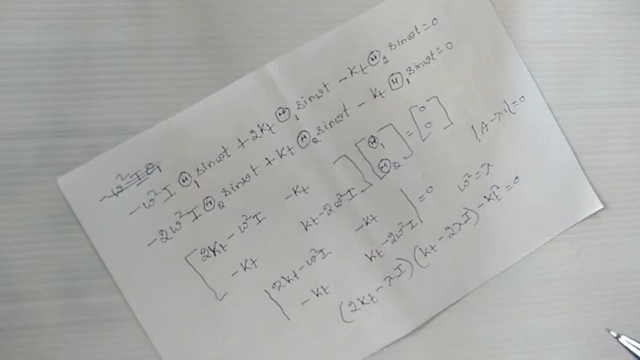 -ω²IΘ₁
-ω²I Θ₁ sinωt + 2kt Θ₁ sinωt - kt Θ₂ sinωt = 0
-2ω²I Θ₂ sinωt + kt Θ₂ sinωt - kt Θ₁ sinωt = 0
[2kt-ω²I -kt
-kt kt-2ω²I] [Θ₁ Θ₂] = [0 0]
|A-λI| = 0
|2kt-ω²I -kt
-kt kt-2ω²I| = 0 ω² = λ
(2kt-λI)(kt-2λI)-kt² = 0